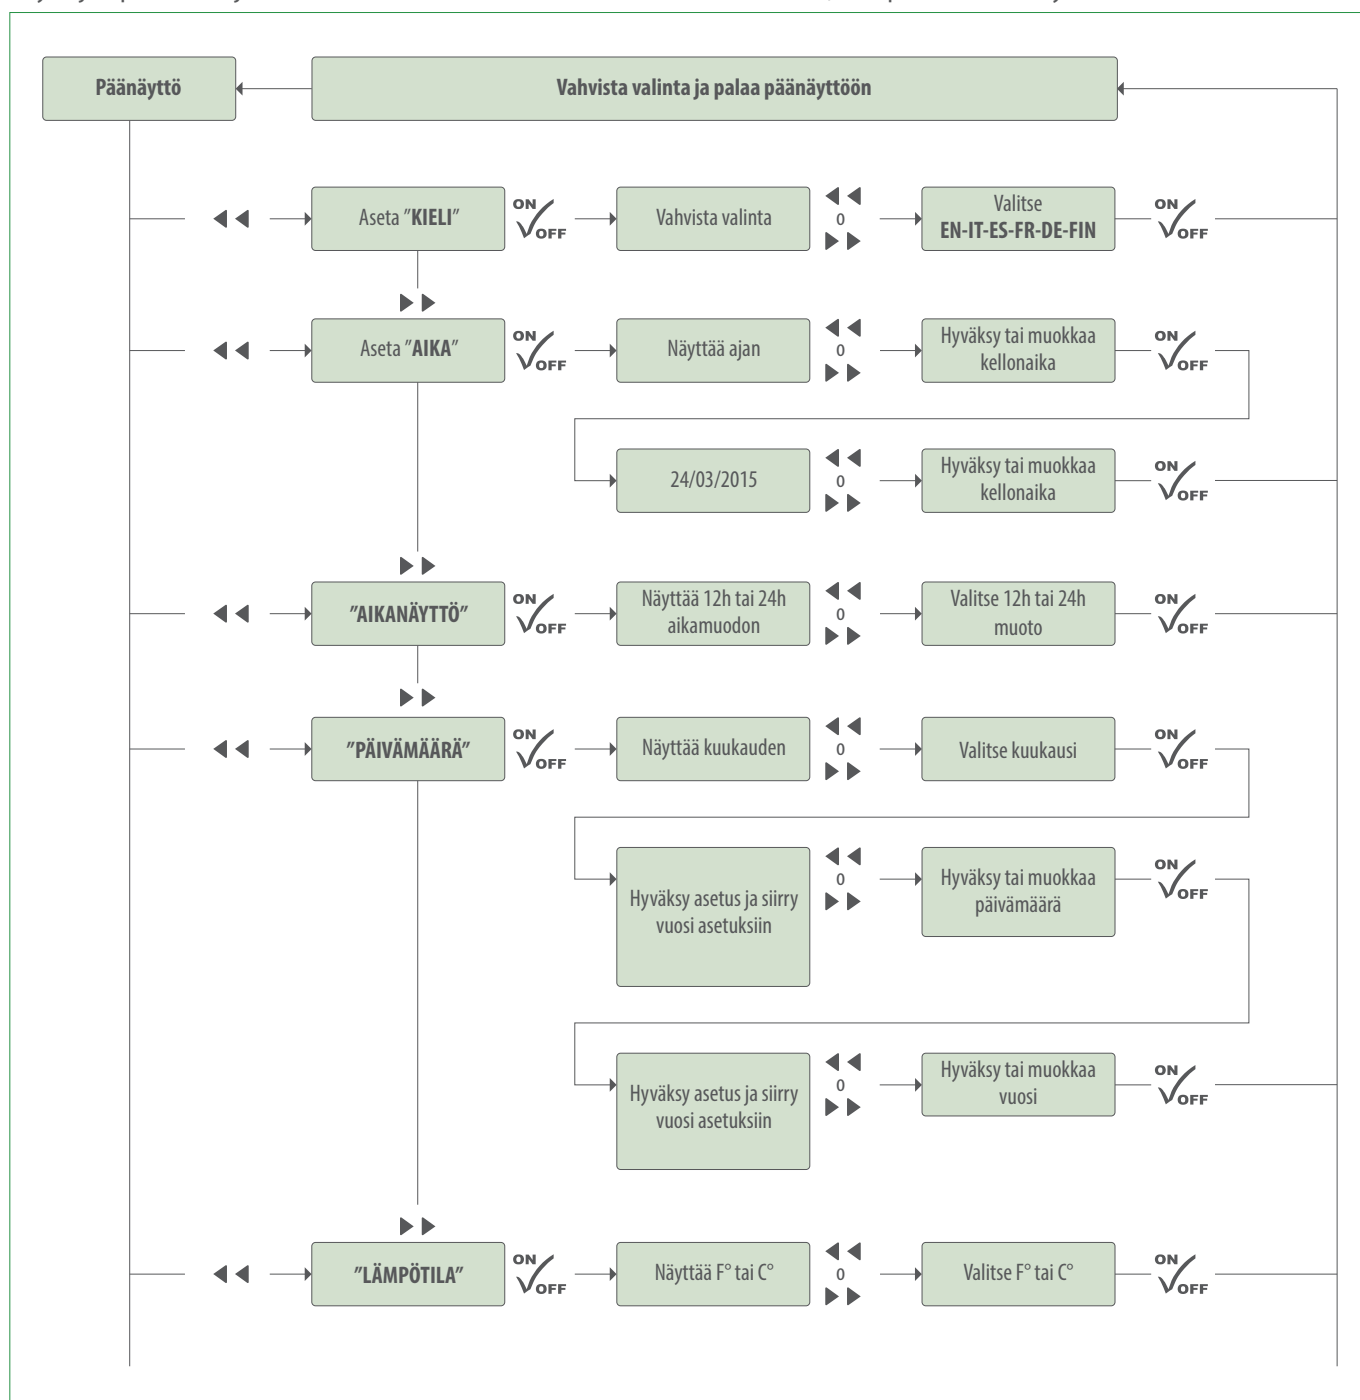 Päänäyttö
Vahvista valinta ja palaa päänäyttöön
Aseta "KIELI"
ON
OFF
Vahvista valinta
0
Valitse
EN-IT-ES-FR-DE-FIN
ON
OFF
Aseta "AIKA"
ON
OFF
Näyttää ajan
0
Hyväksy tai muokkaa
kellonaika
ON
OFF
24/03/2015
0
Hyväksy tai muokkaa
kellonaika
ON
OFF
"AIKANÄYTTÖ"
ON
OFF
Näyttää 12h tai 24h
aikamuodon
0
Valitse 12h tai 24h
muoto
ON
OFF
"PÄIVÄMÄÄRÄ"
ON
OFF
Näyttää kuukauden
0
Valitse kuukausi
ON
OFF
Hyväksy asetus ja siirry
vuosi asetuksiin
0
Hyväksy tai muokkaa
päivämäärä
ON
OFF
Hyväksy asetus ja siirry
vuosi asetuksiin
0
Hyväksy tai muokkaa
vuosi
ON
OFF
"LÄMPÖTILA"
ON
OFF
Näyttää F° tai C°
0
Valitse F° tai C°
ON
OFF